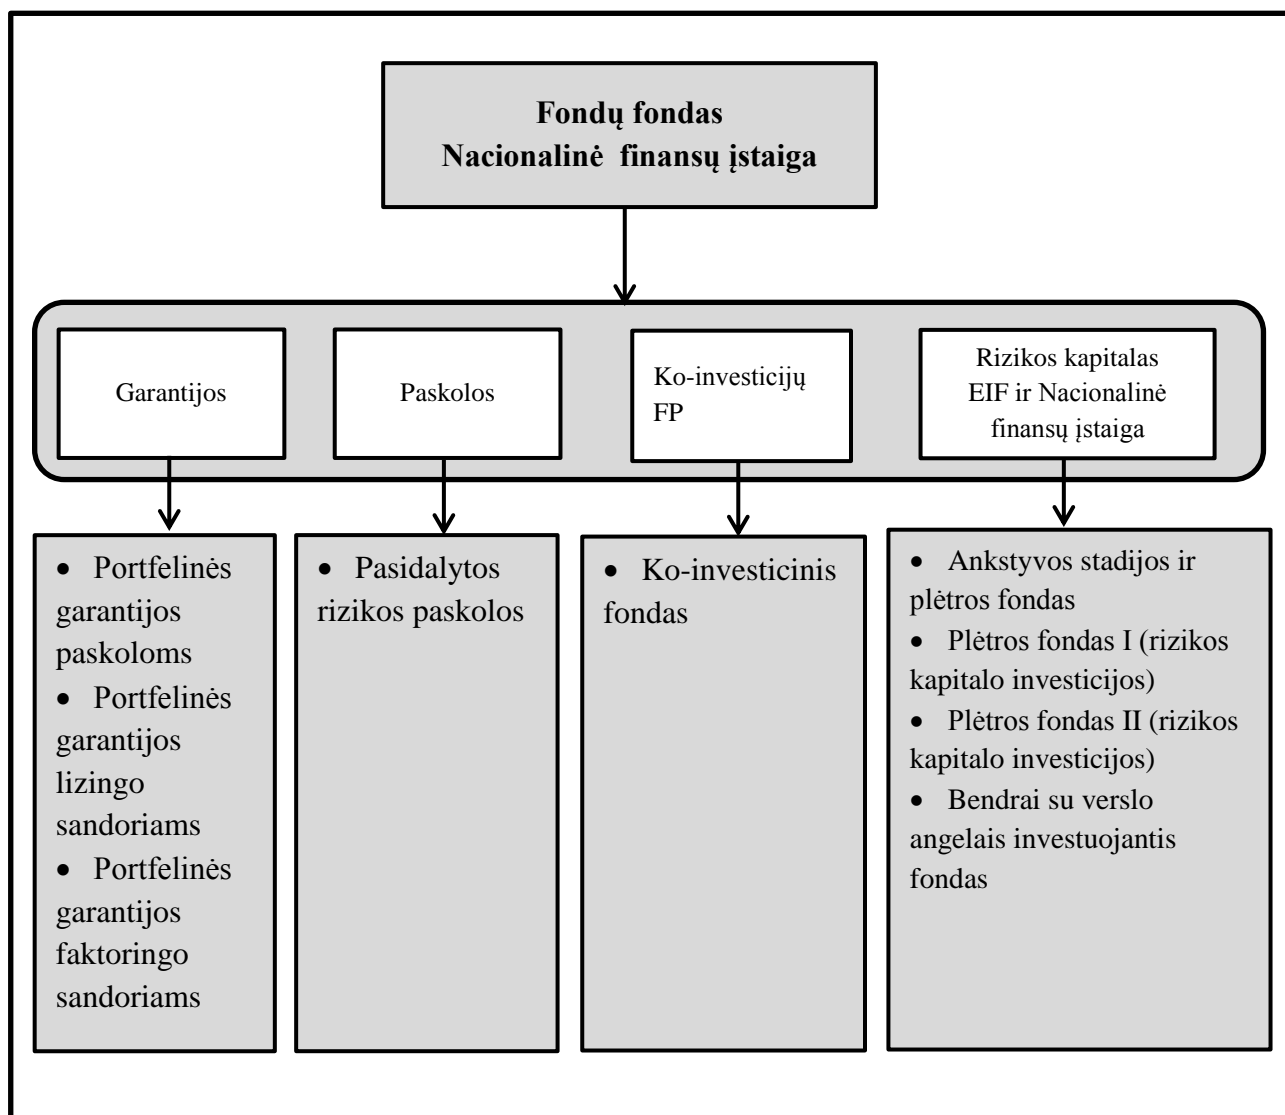 Fondų fondas
Nacionalinė finansų įstaiga
Garantijos
Paskolos
Ko-investicijų
FP
Rizikos kapitalas
EIF ir Nacionalinė
finansų įstaiga
• Portfelinės
garantijos
paskoloms
• Portfelinės
garantijos
lizingo
sandoriams
• Portfelinės
garantijos
faktoringo
sandoriams
• Pasidalytos
rizikos paskolos
• Ko-investicinis
fondas
• Ankstyvos stadijos ir
plėtros fondas
• Plėtros fondas I (rizikos
kapitalo investicijos)
• Plėtros fondas II (rizikos
kapitalo investicijos)
• Bendrai su verslo
angelais investuojantis
fondas